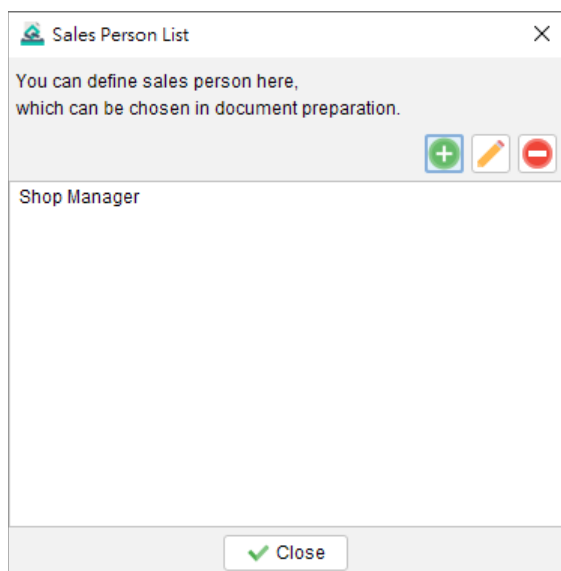 Sales Person List
You can define sales person here,
which can be chosen in document preparation.
Shop Manager
Close